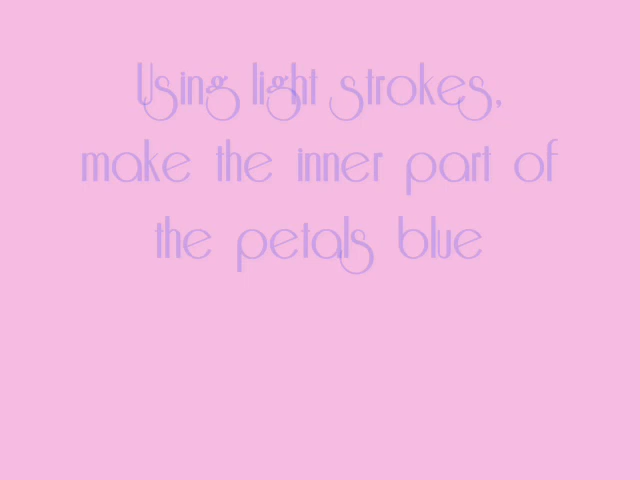 Using light strokes,
make the inner part of
the petals blue